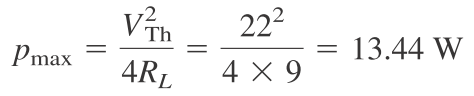 p_max = V_Th^2 / 4R_L = 22^2 / 4 × 9 = 13.44 W